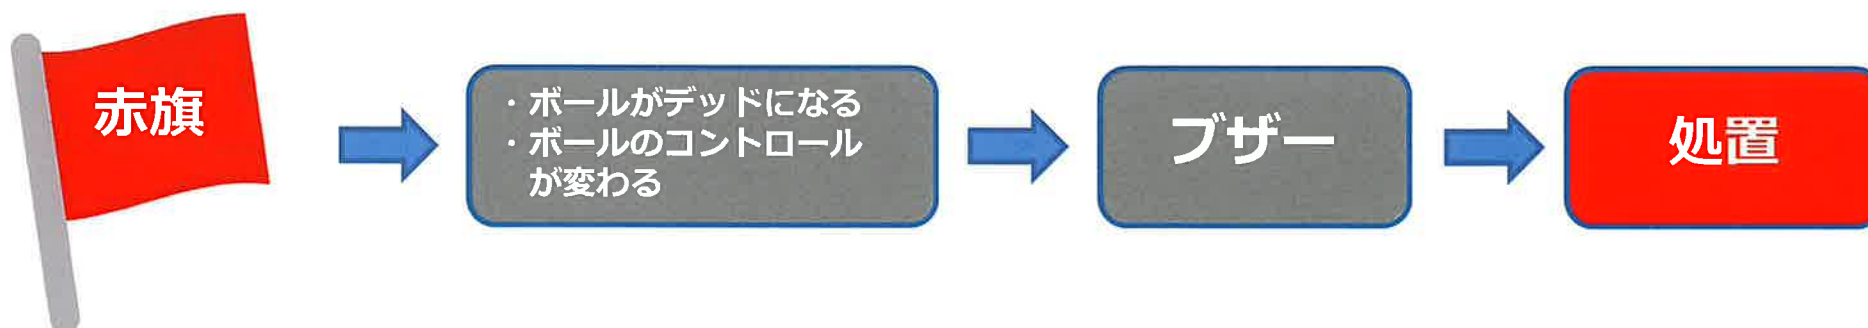 赤旗
・ボールがデッドになる
・ボールのコントロール
が変わる
ブザー
処置